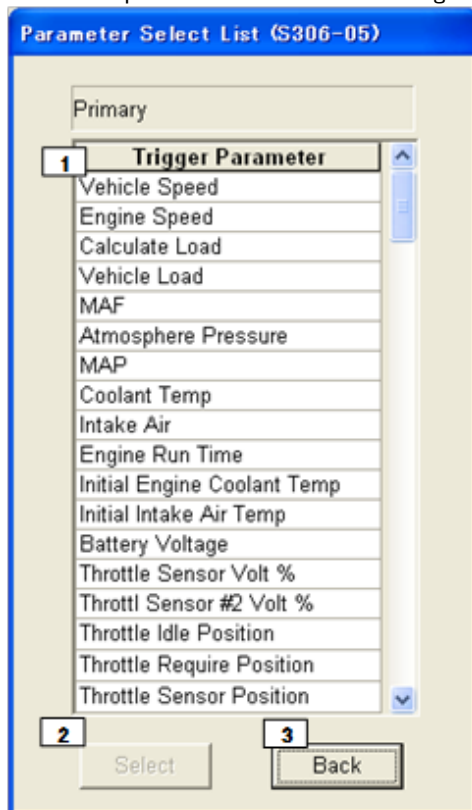 Parameter Select List (S306-05)
Primary
1
Trigger Parameter
Vehicle Speed
Engine Speed
Calculate Load
Vehicle Load
MAF
Atmosphere Pressure
MAP
Coolant Temp
Intake Air
Engine Run Time
Initial Engine Coolant Temp
Initial Intake Air Temp
Battery Voltage
Throttle Sensor Volt %
Throttl Sensor #2 Volt %
Throttle Idle Position
Throttle Require Position
Throttle Sensor Position
2
3
Select
Back